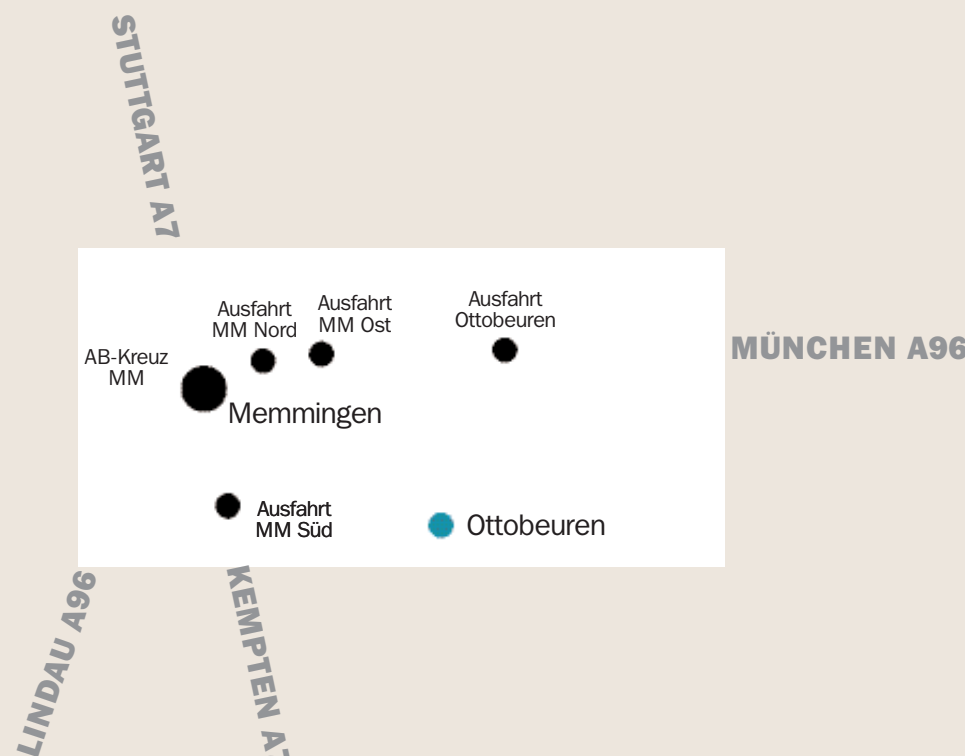 STUTTGART A7
Ausfahrt
MM Nord
Ausfahrt
MM Ost
Ausfahrt
Ottobeuren
MÜNCHEN A96
AB-Kreuz
MM
Memmingen
Ausfahrt
MM Süd
Ottobeuren
LINDAU A96
KEMPTEN A7